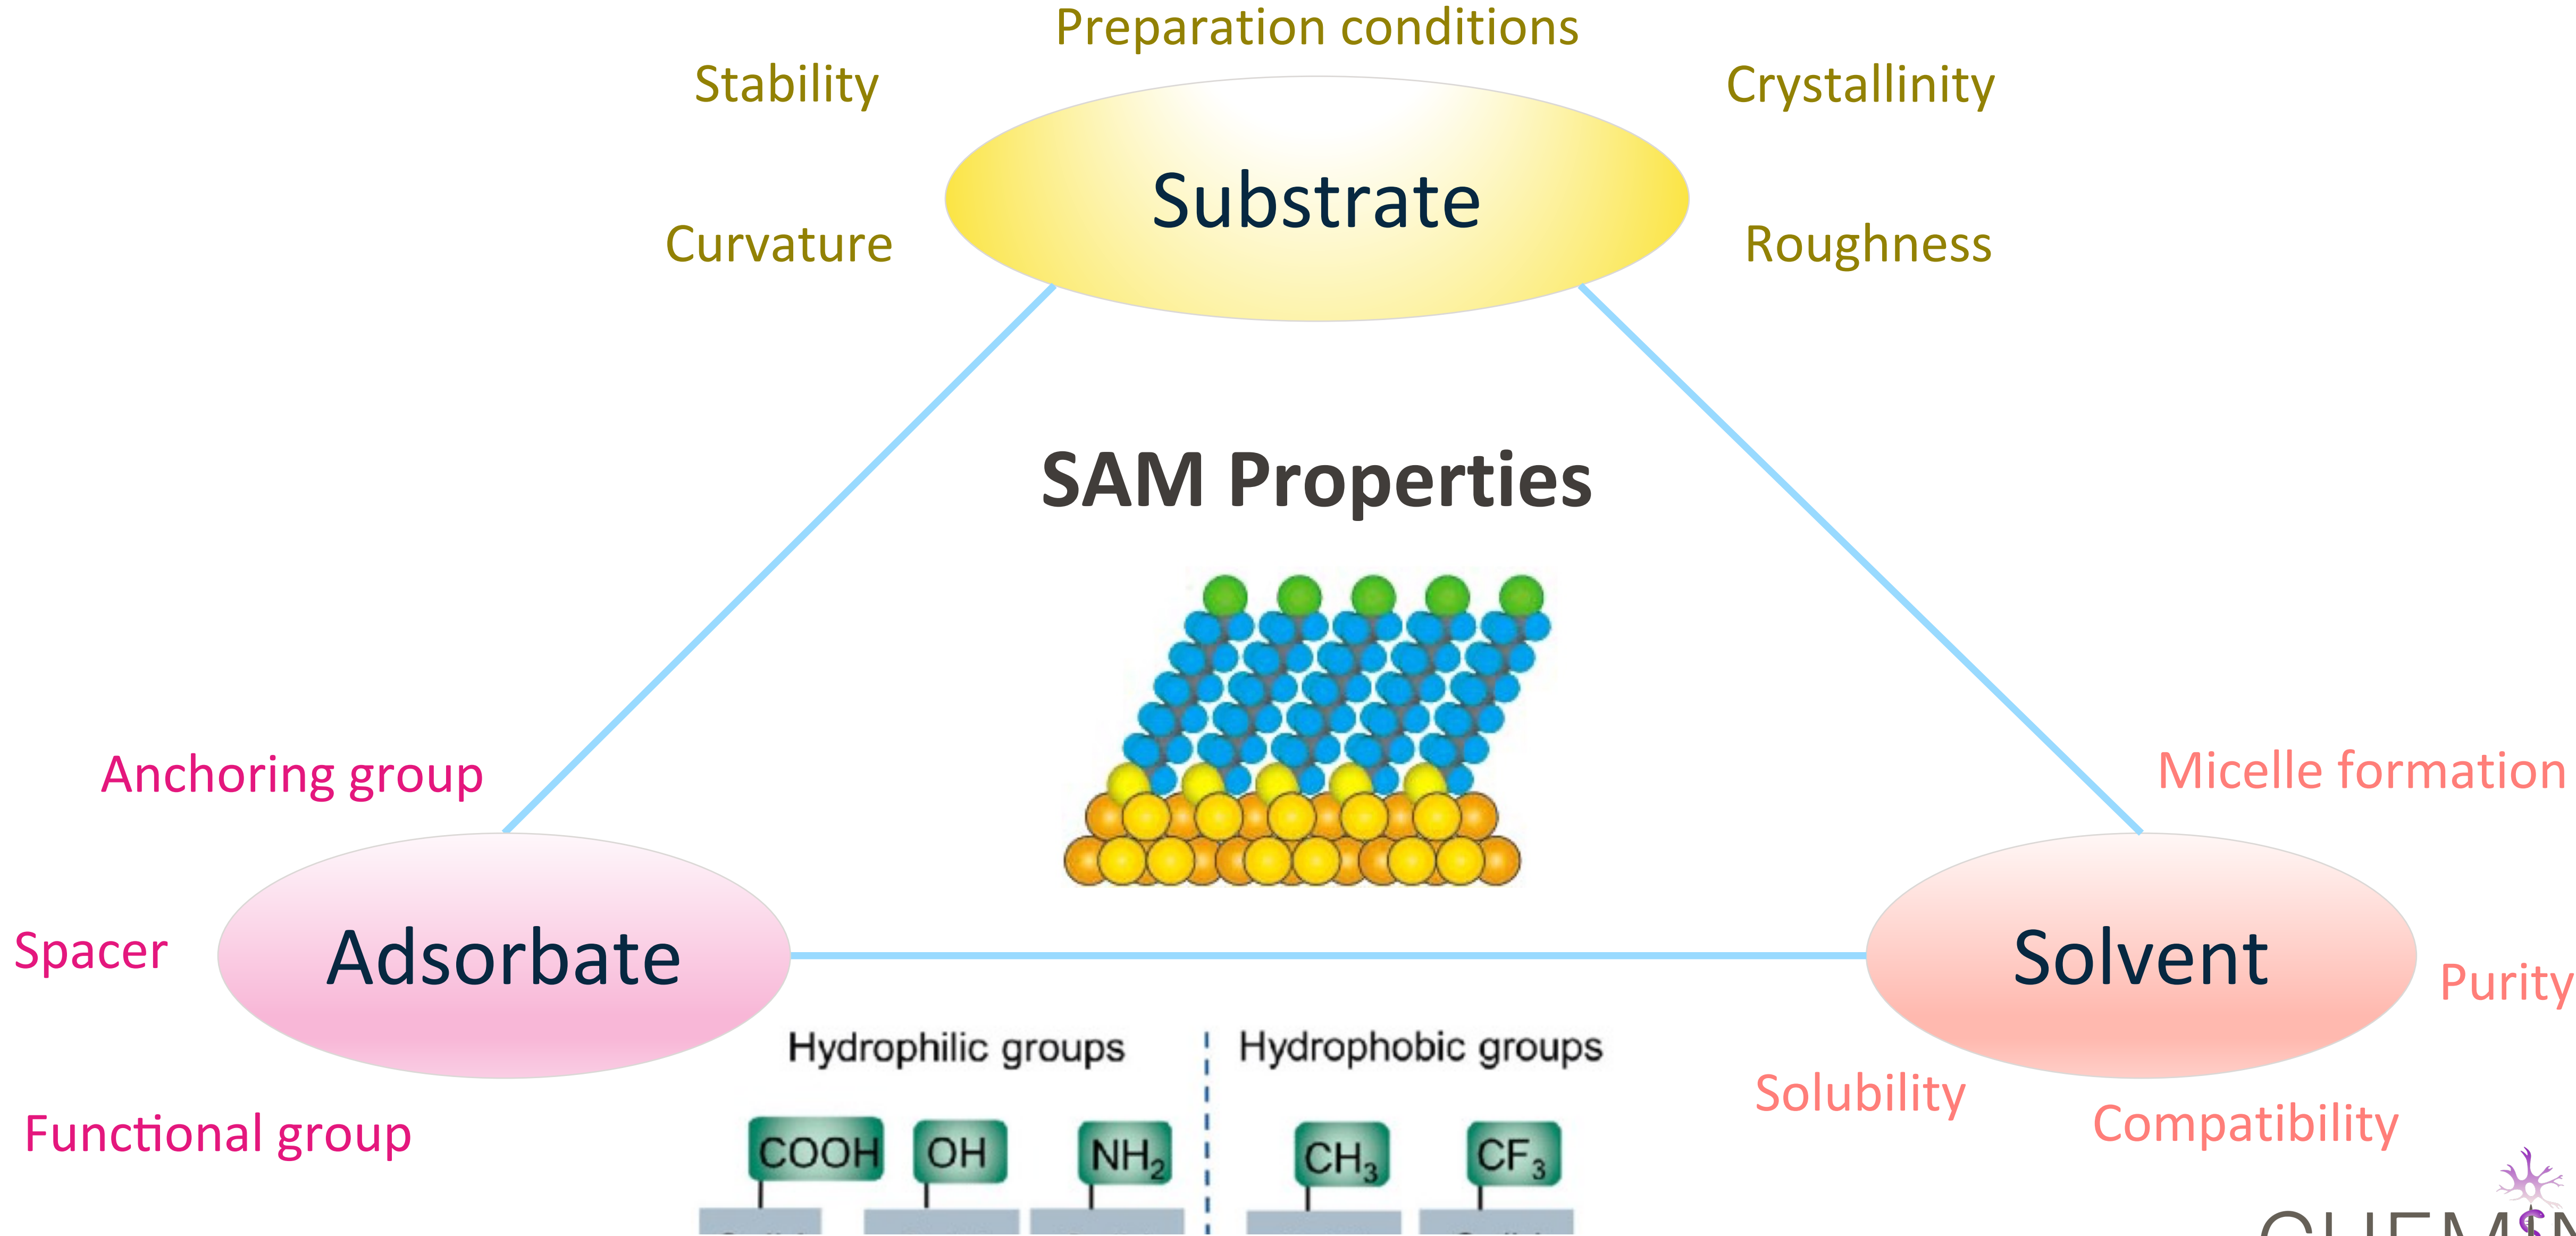 Preparation conditions
Stability
Crystallinity
Substrate
Curvature
Roughness
SAM Properties
Anchoring group
Micelle formation
Spacer
Adsorbate
Solvent
Purity
Hydrophilic groups
Hydrophobic groups
Solubility
Functional group
Compatibility
COOH
OH
NH₂
CH₃
CF₃